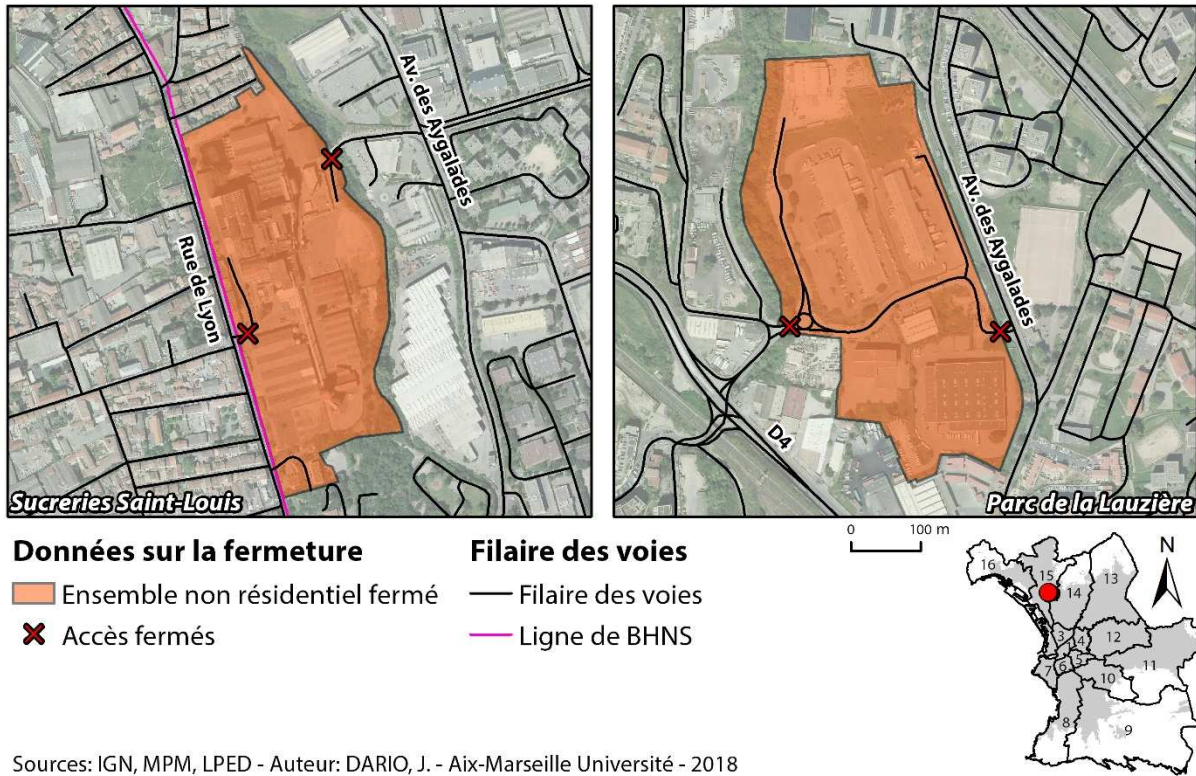 Av. des Aygalades
Rue de Lyon
Sucreries Saint-Louis
Av. des Aygalades
D4
Parc de la Lauzière
0 100 m
N
Données sur la fermeture
Ensemble non résidentiel fermé
Accès fermés
Filaire des voies
Filaire des voies
Ligne de BHNS
16
15
14
13
3
4
12
11
7
6
5
10
8
9
Sources: IGN, MPM, LPED - Auteur: DARIO, J. - Aix-Marseille Université - 2018